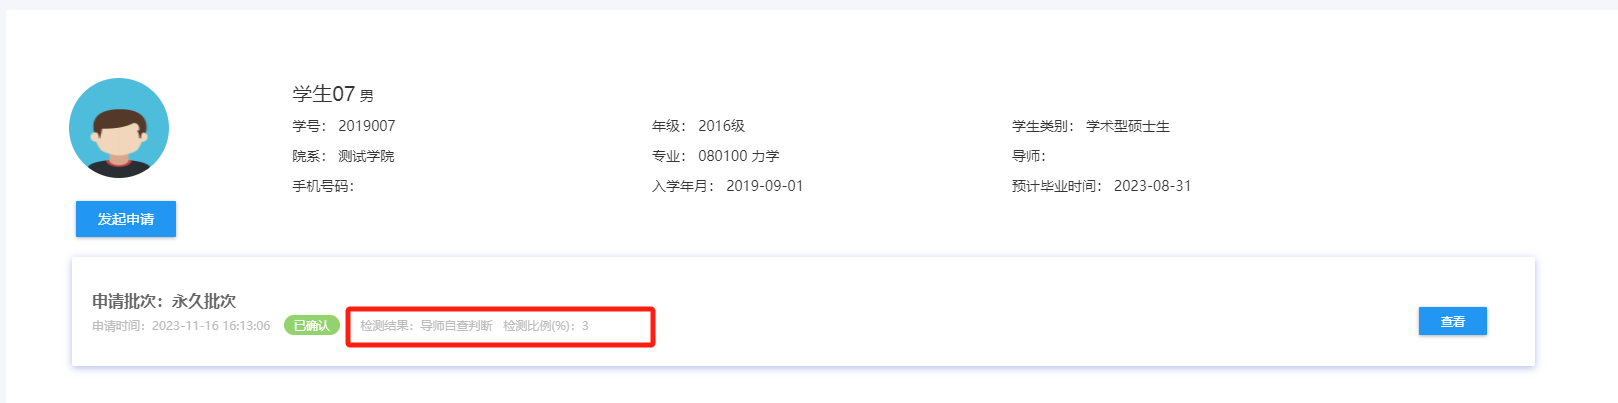 学生07 男
学号： 2019007 年级： 2016级 学生类别： 学术型硕士生
院系： 测试学院 专业： 080100 力学 导师：
手机号码： 入学年月： 2019-09-01 预计毕业时间： 2023-08-31
发起申请
申请批次：永久批次
申请时间：2023-11-16 16:13:06 已确认 检测结果：导师自查判断 检测比例(%)：3
查看